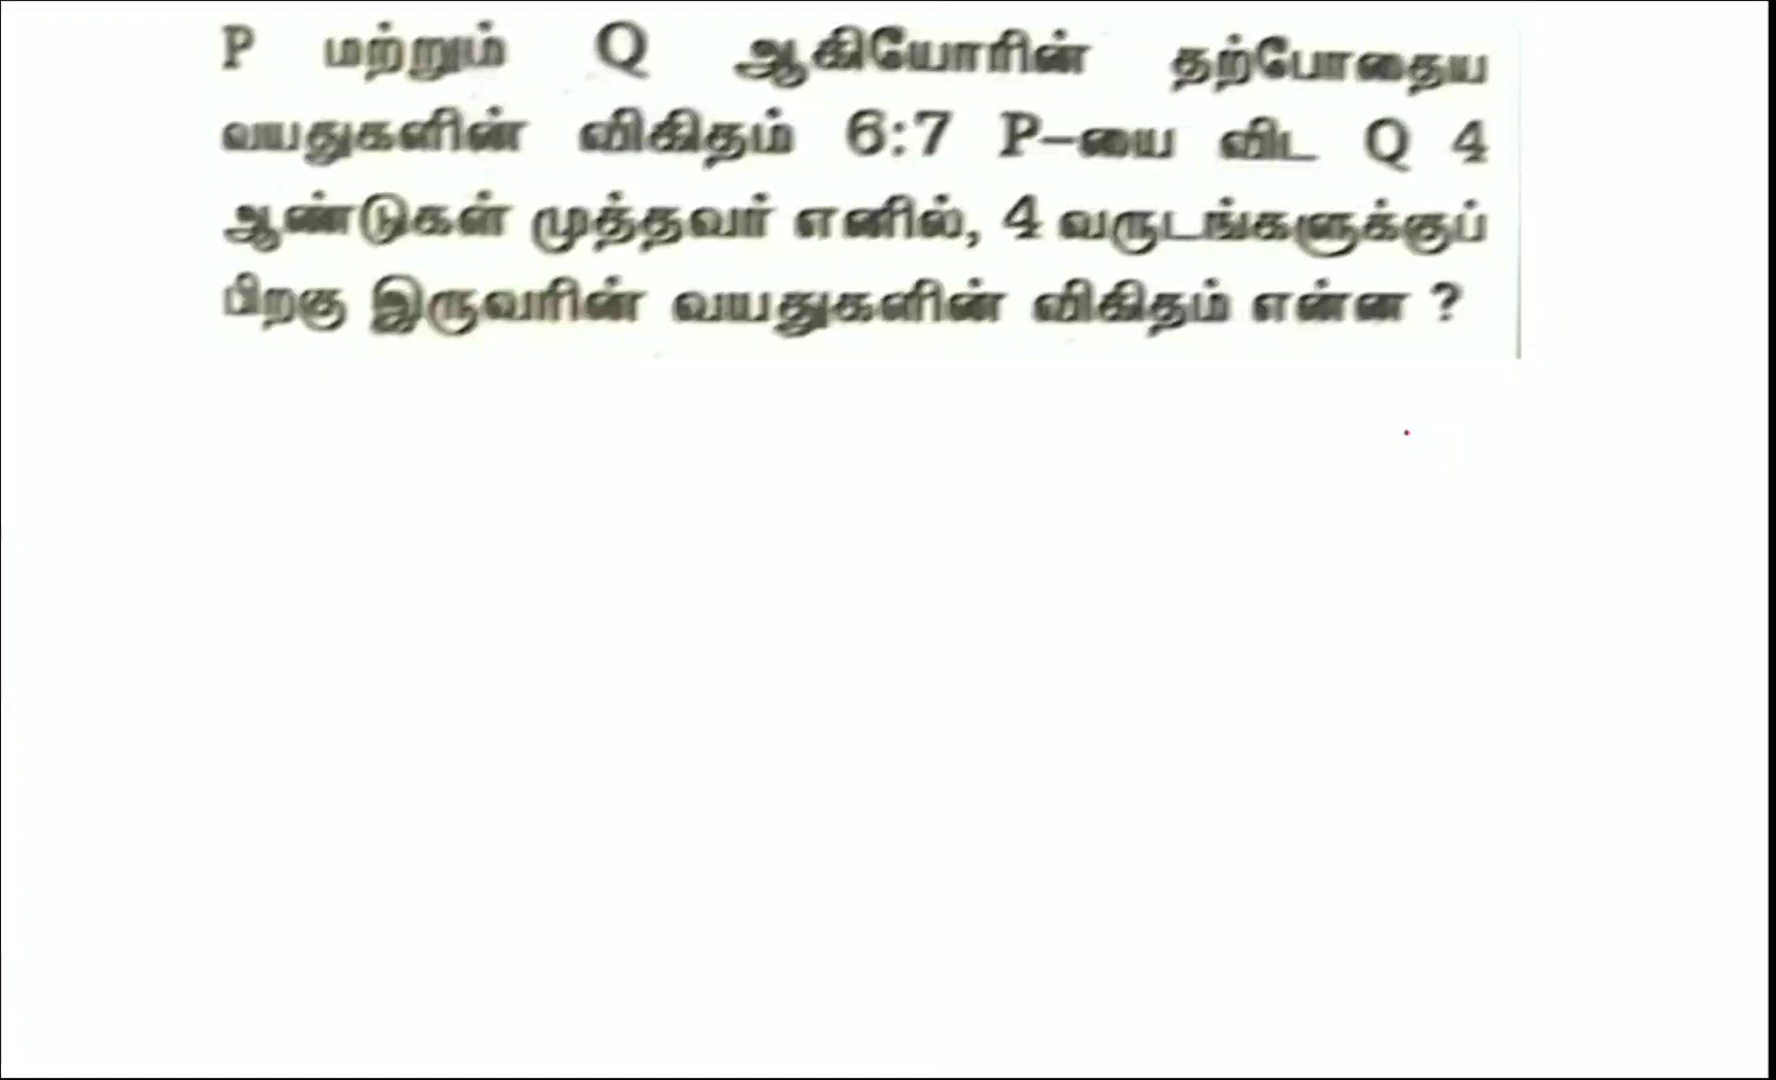 P மற்றும் Q ஆகியோரின் தற்போதைய
வயதுகளின் விகிதம் 6:7 P–யை விட Q 4
ஆண்டுகள் முத்தவர் எனில், 4 வருடங்களுக்குப்
பிறகு இருவரின் வயதுகளின் விகிதம் என்ன ?